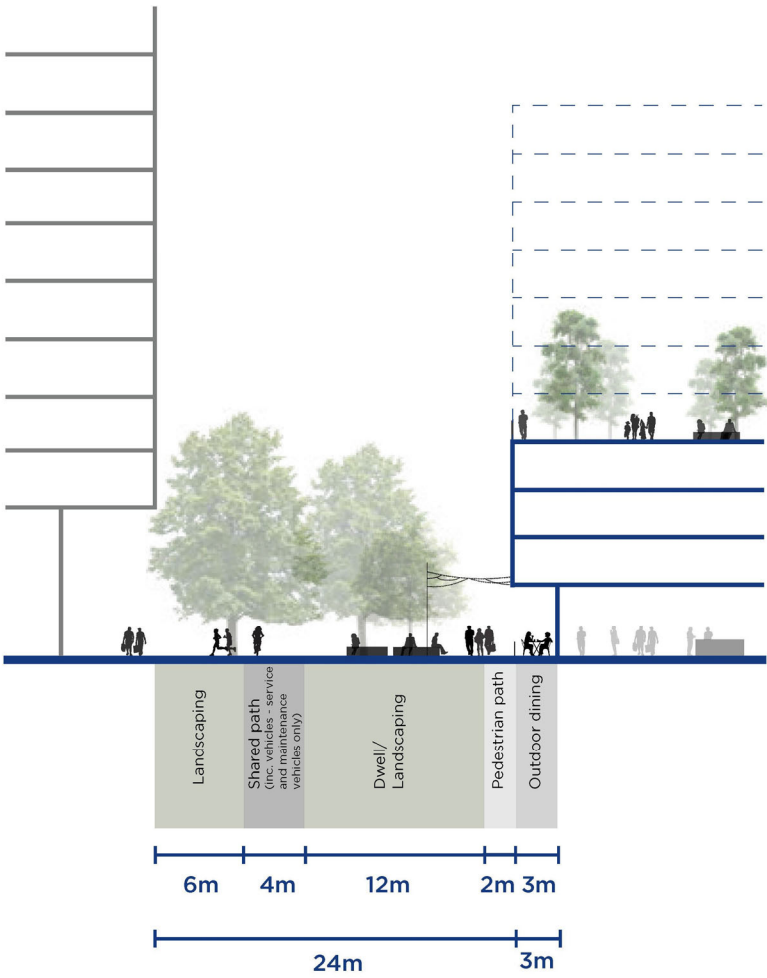 Landscaping
Shared path
(inc. vehicles - service
and maintenance
vehicles only)
Dwell/
Landscaping
Pedestrian path
Outdoor dining
6m
4m
12m
2m
3m
24m
3m